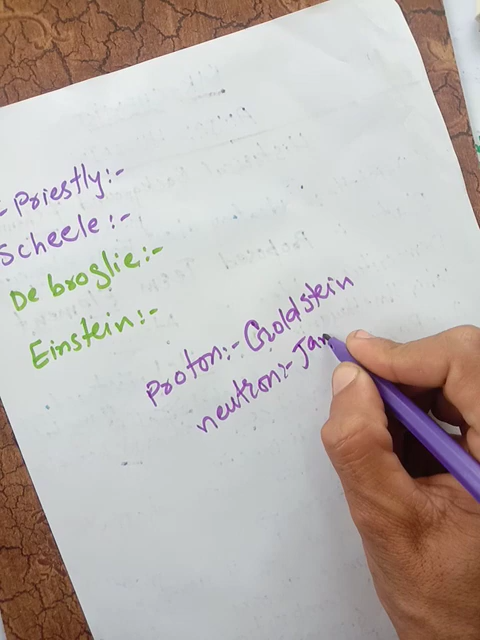 - Priestly:-
Scheele:-
De broglie:-
Einstein:-
Proton:- Goldstein
neutron:- Jam